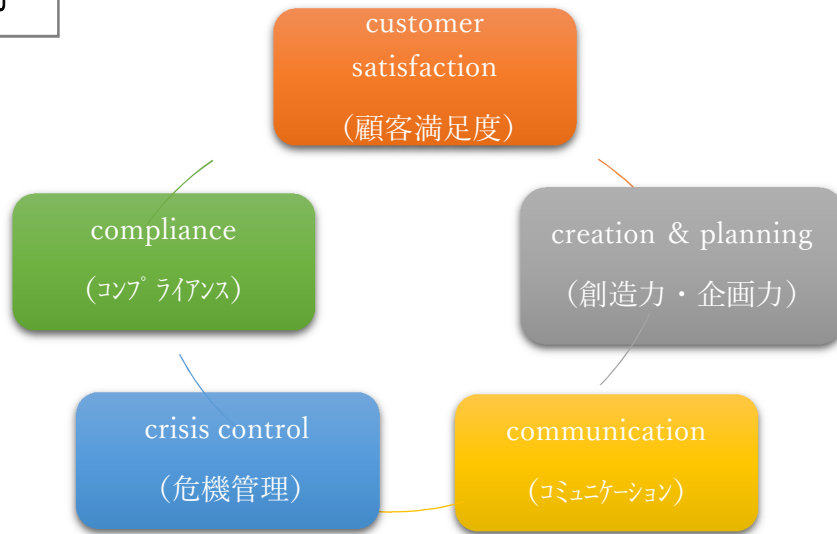 customer
satisfaction
（顧客満足度）
creation & planning
（創造力・企画力）
communication
（ｺﾐｭﾆｹｰｼｮﾝ）
crisis control
（危機管理）
compliance
（ｺﾝﾌﾟﾗｲｱﾝｽ）